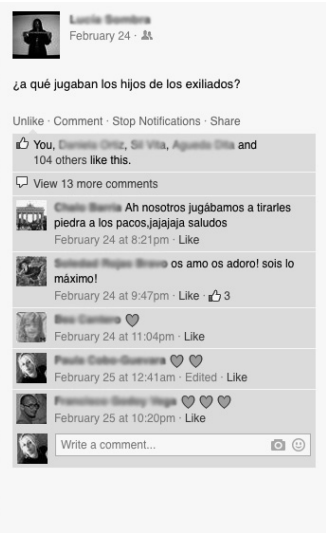 February 24 ·
¿a qué jugaban los hijos de los exiliados?
Unlike · Comment · Stop Notifications · Share
You, and
104 others like this.
View 13 more comments
Ah nosotros jugábamos a tirarles
piedra a los pacos,jajajaja saludos
February 24 at 8:21pm · Like
os amo os adoro! sois lo
máximo!
February 24 at 9:47pm · Like · 3
February 24 at 11:04pm · Like
February 25 at 12:41am · Edited · Like
February 25 at 10:20pm · Like
Write a comment...